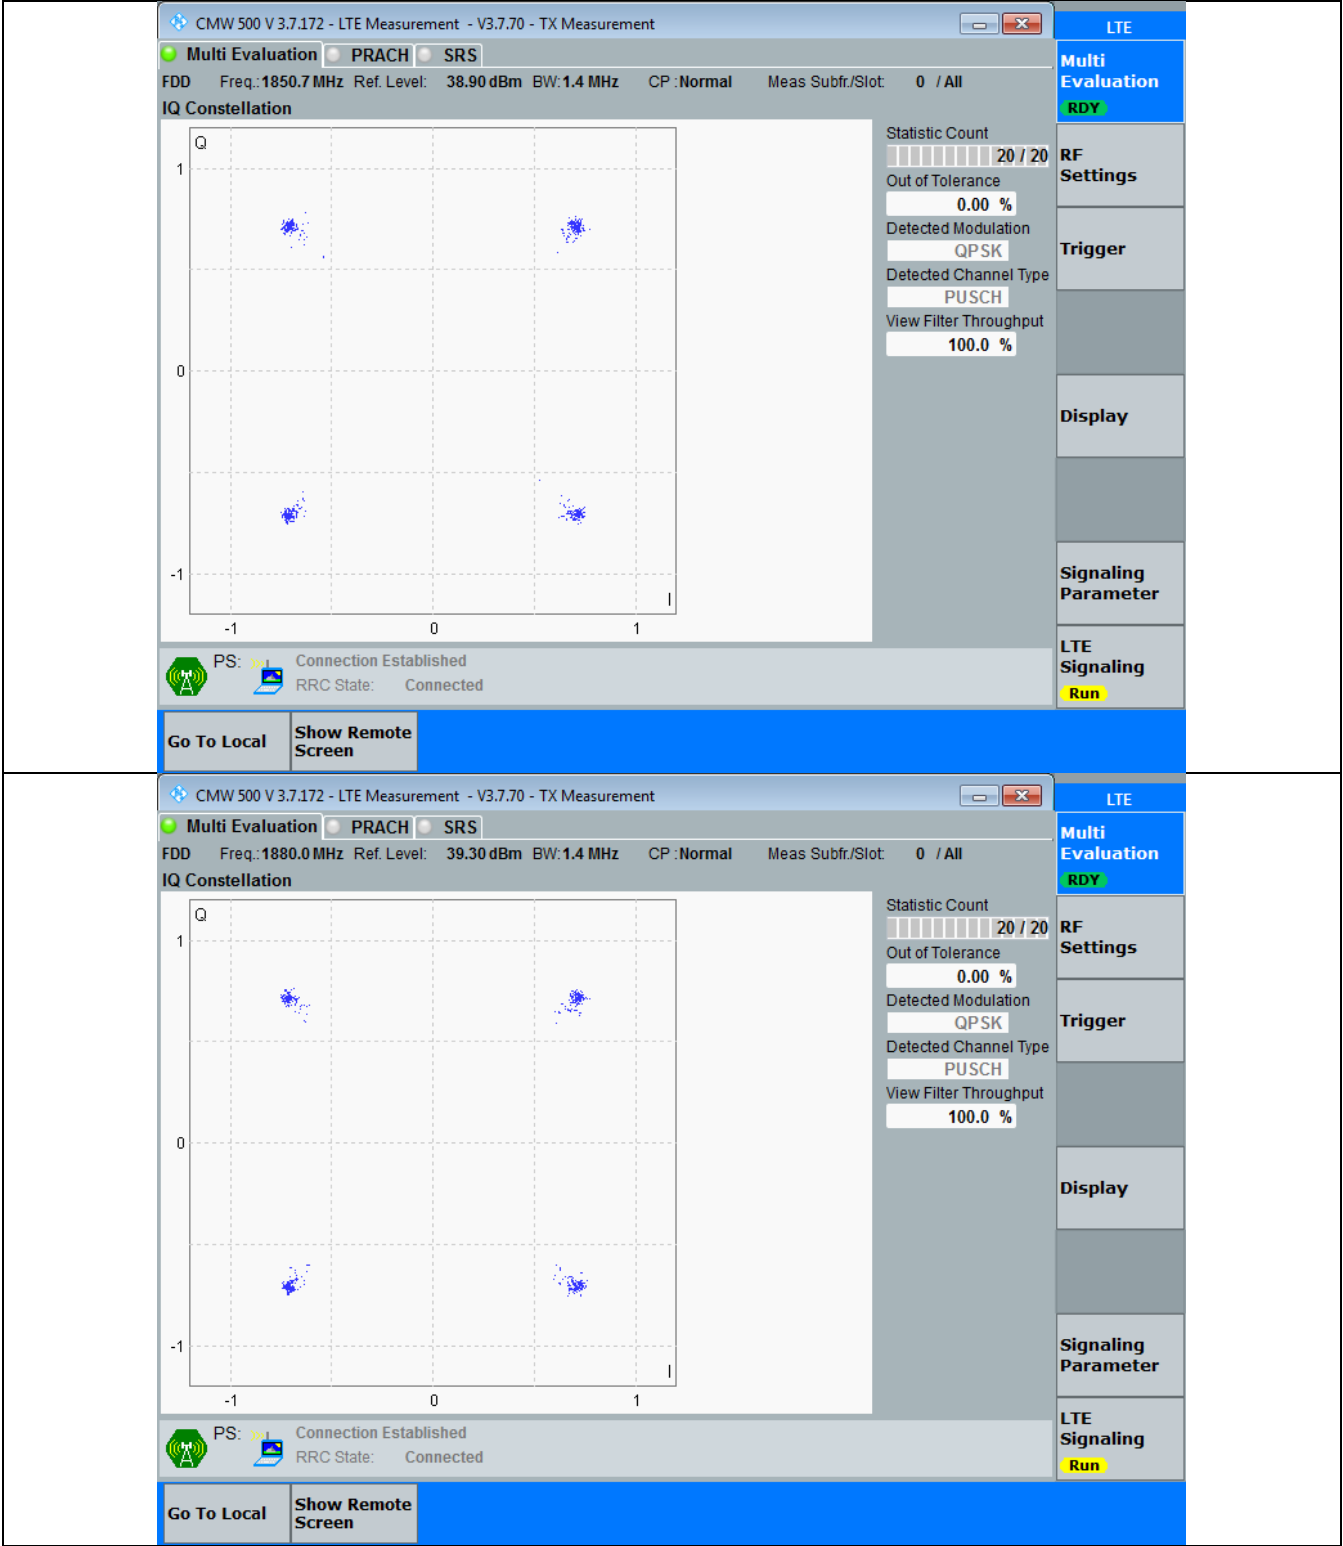 CMW 500 V 3.7.172 - LTE Measurement - V3.7.70 - TX Measurement
LTE
Multi Evaluation PRACH SRS
Multi
Evaluation
RDY
FDD Freq.: 1850.7 MHz Ref. Level: 38.90 dBm BW: 1.4 MHz CP : Normal Meas Subfr./Slot: 0 / All
IQ Constellation
Q
1
0
-1
I
-1 0 1
Statistic Count
20 / 20
Out of Tolerance
0.00 %
Detected Modulation
QPSK
Detected Channel Type
PUSCH
View Filter Throughput
100.0 %
RF
Settings
Trigger
Display
Signaling
Parameter
LTE
Signaling
Run
PS: Connection Established
RRC State: Connected
Go To Local
Show Remote
Screen
CMW 500 V 3.7.172 - LTE Measurement - V3.7.70 - TX Measurement
LTE
Multi Evaluation PRACH SRS
Multi
Evaluation
RDY
FDD Freq.: 1880.0 MHz Ref. Level: 39.30 dBm BW: 1.4 MHz CP : Normal Meas Subfr./Slot: 0 / All
IQ Constellation
Q
1
0
-1
I
-1 0 1
Statistic Count
20 / 20
Out of Tolerance
0.00 %
Detected Modulation
QPSK
Detected Channel Type
PUSCH
View Filter Throughput
100.0 %
RF
Settings
Trigger
Display
Signaling
Parameter
LTE
Signaling
Run
PS: Connection Established
RRC State: Connected
Go To Local
Show Remote
Screen